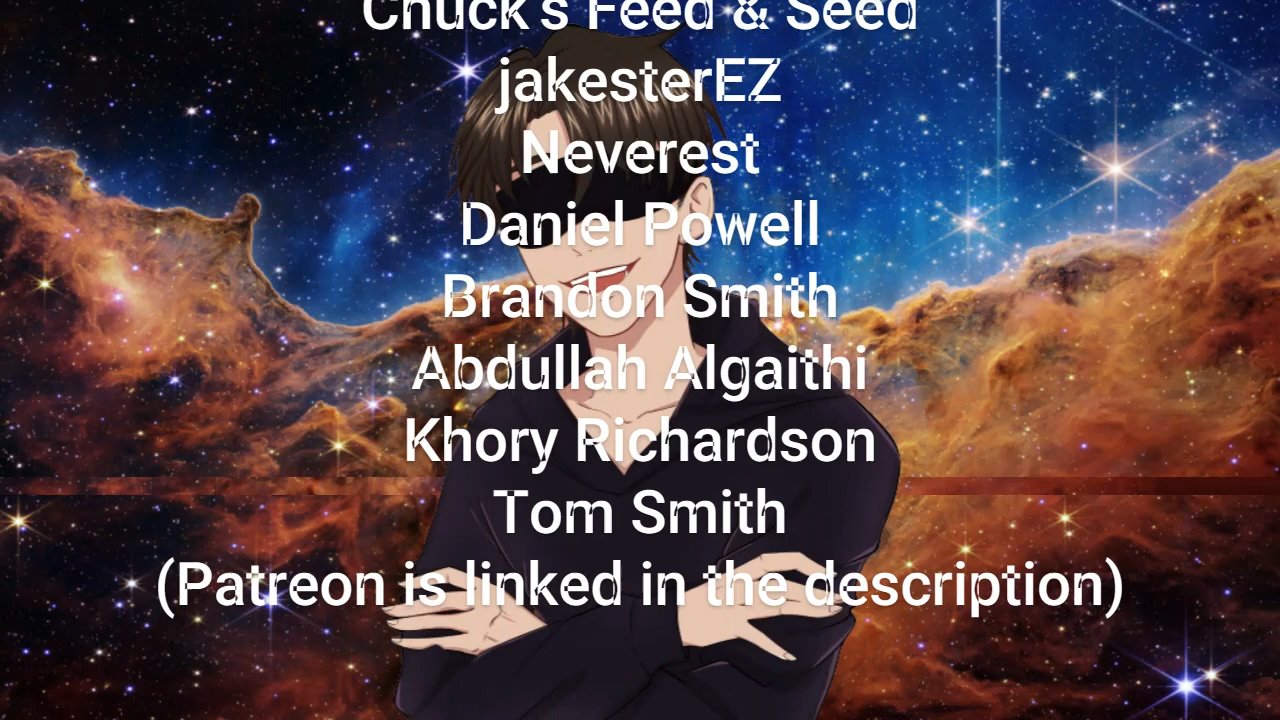 Chuck's Feed & Seed
jakesterEZ
Neverest
Daniel Powell
Brandon Smith
Abdullah Algaithi
Khory Richardson
Tom Smith
(Patreon is linked in the description)